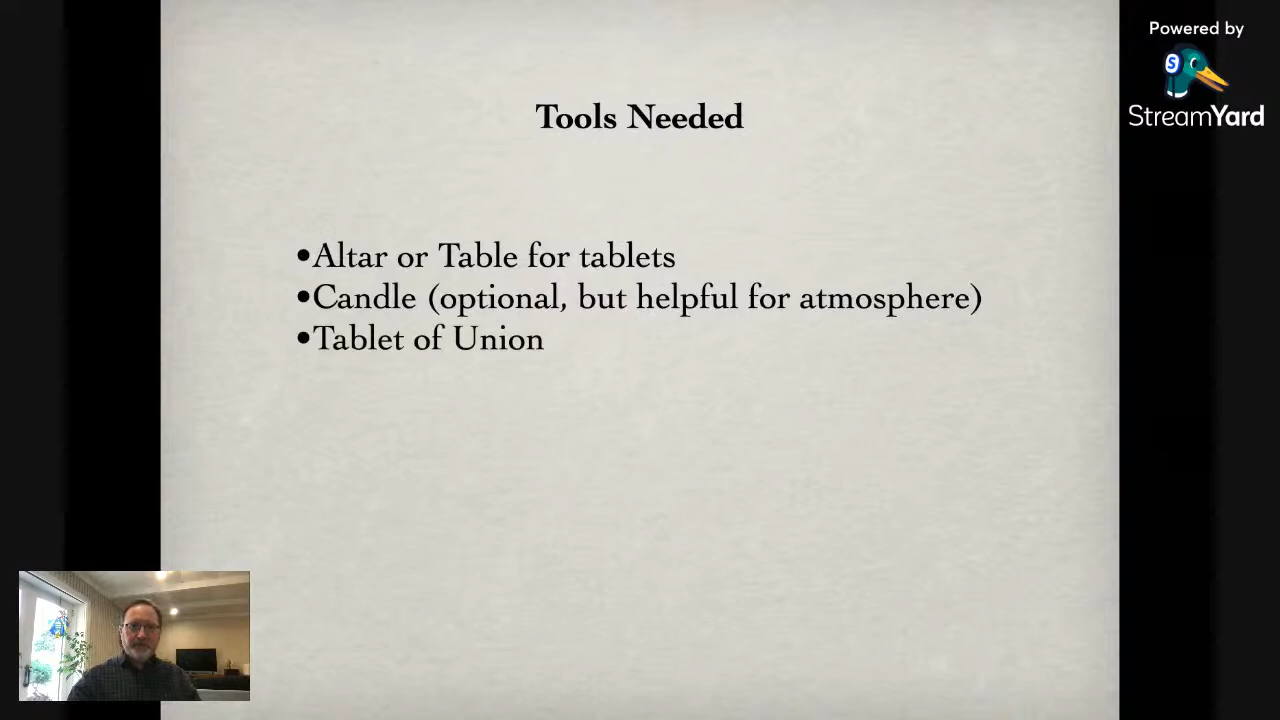 Powered by
StreamYard
Tools Needed
•Altar or Table for tablets
•Candle (optional, but helpful for atmosphere)
•Tablet of Union